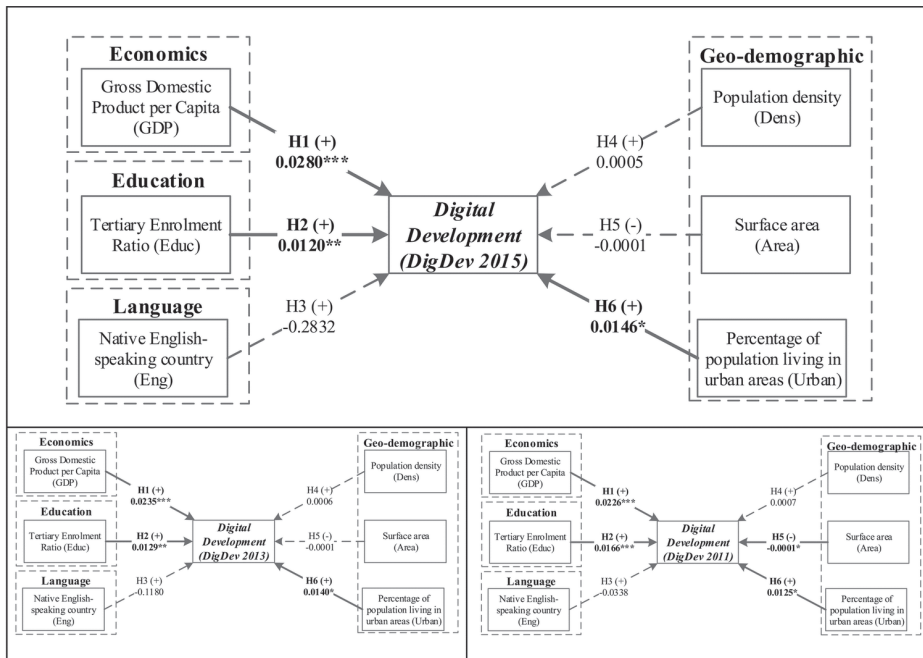 Economics
Gross Domestic
Product per Capita
(GDP)
Education
Tertiary Enrolment
Ratio (Educ)
Language
Native English-
speaking country
(Eng)
H1 (+)
0.0280***
H2 (+)
0.0120**
H3 (+)
-0.2832
Digital
Development
(DigDev 2015)
H4 (+)
0.0005
H5 (-)
-0.0001
H6 (+)
0.0146*
Geo-demographic
Population density
(Dens)
Surface area
(Area)
Percentage of
population living in
urban areas (Urban)
Economics
Gross Domestic
Product per Capita
(GDP)
Education
Tertiary Enrolment
Ratio (Educ)
Language
Native English-
speaking country
(Eng)
H1 (+)
0.0235***
H2 (+)
0.0129**
H3 (+)
-0.1180
Digital
Development
(DigDev 2013)
H4 (+)
0.0006
H5 (-)
-0.0001
H6 (+)
0.0140*
Geo-demographic
Population density
(Dens)
Surface area
(Area)
Percentage of
population living in
urban areas (Urban)
Economics
Gross Domestic
Product per Capita
(GDP)
Education
Tertiary Enrolment
Ratio (Educ)
Language
Native English-
speaking country
(Eng)
H1 (+)
0.0226***
H2 (+)
0.0166***
H3 (+)
-0.0338
Digital
Development
(DigDev 2011)
H4 (+)
0.0007
H5 (-)
-0.0001*
H6 (+)
0.0125*
Geo-demographic
Population density
(Dens)
Surface area
(Area)
Percentage of
population living in
urban areas (Urban)